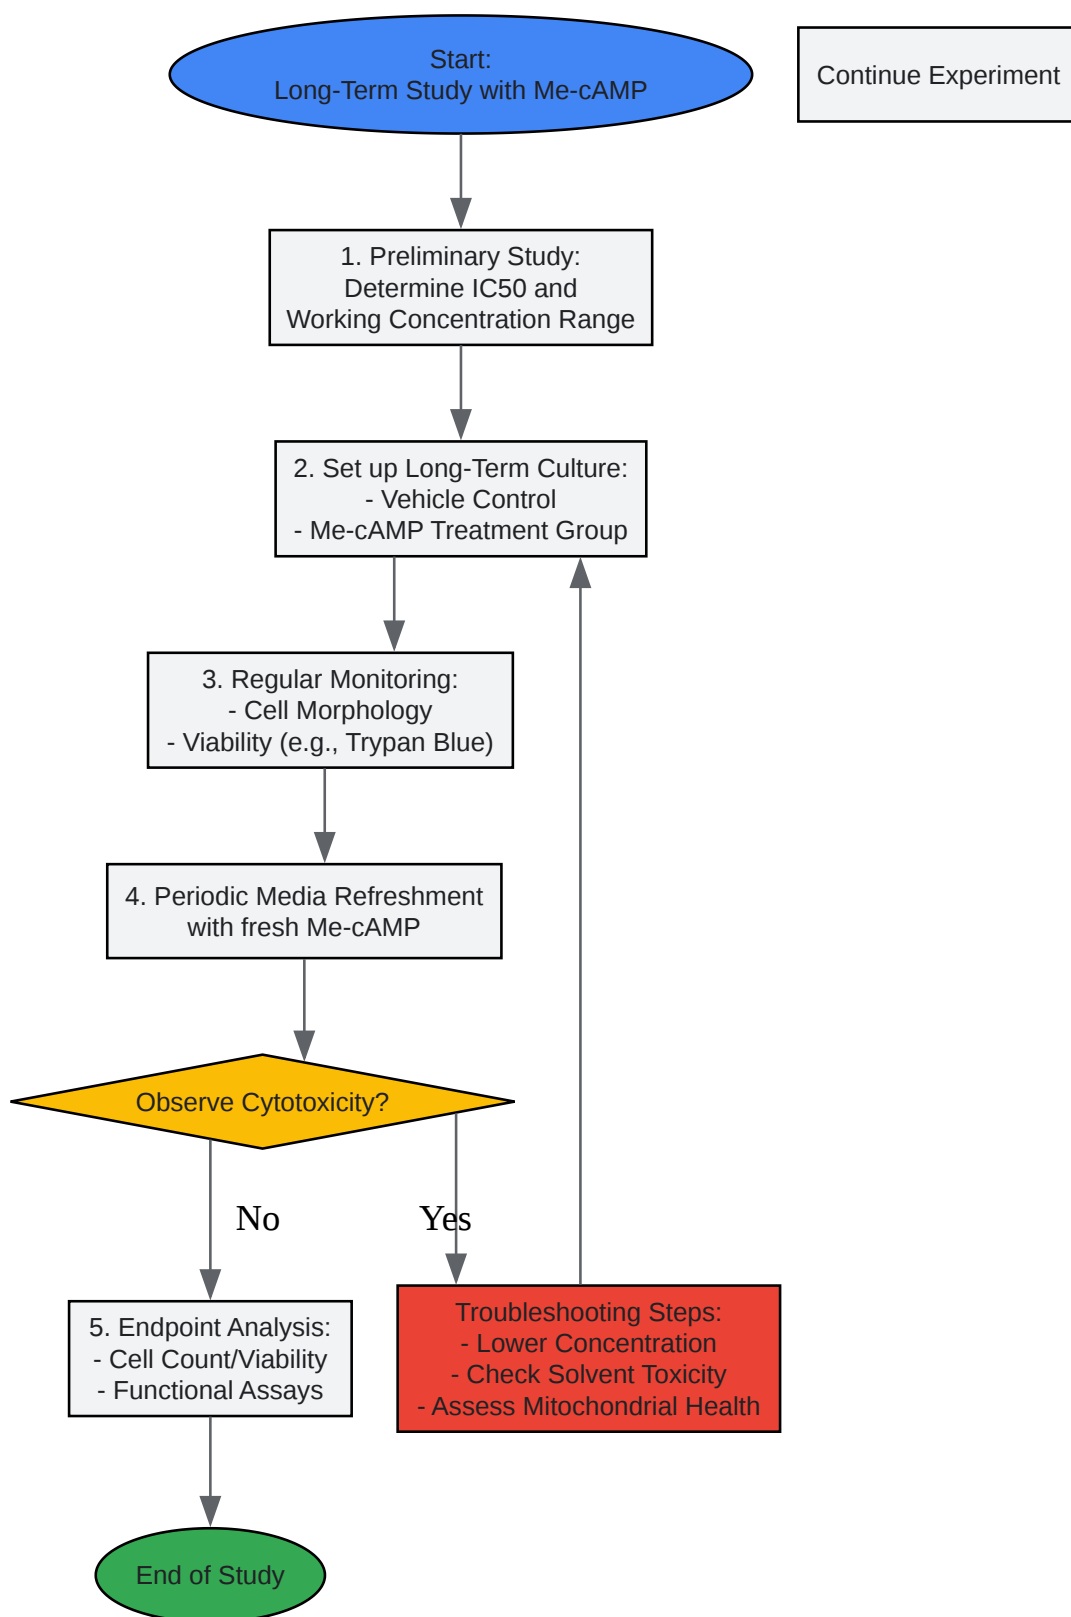 Start:
Long-Term Study with Me-cAMP
Continue Experiment
1. Preliminary Study:
Determine IC50 and
Working Concentration Range
2. Set up Long-Term Culture:
- Vehicle Control
- Me-cAMP Treatment Group
3. Regular Monitoring:
- Cell Morphology
- Viability (e.g., Trypan Blue)
4. Periodic Media Refreshment
with fresh Me-cAMP
Observe Cytotoxicity?
No
Yes
5. Endpoint Analysis:
- Cell Count/Viability
- Functional Assays
Troubleshooting Steps:
- Lower Concentration
- Check Solvent Toxicity
- Assess Mitochondrial Health
End of Study